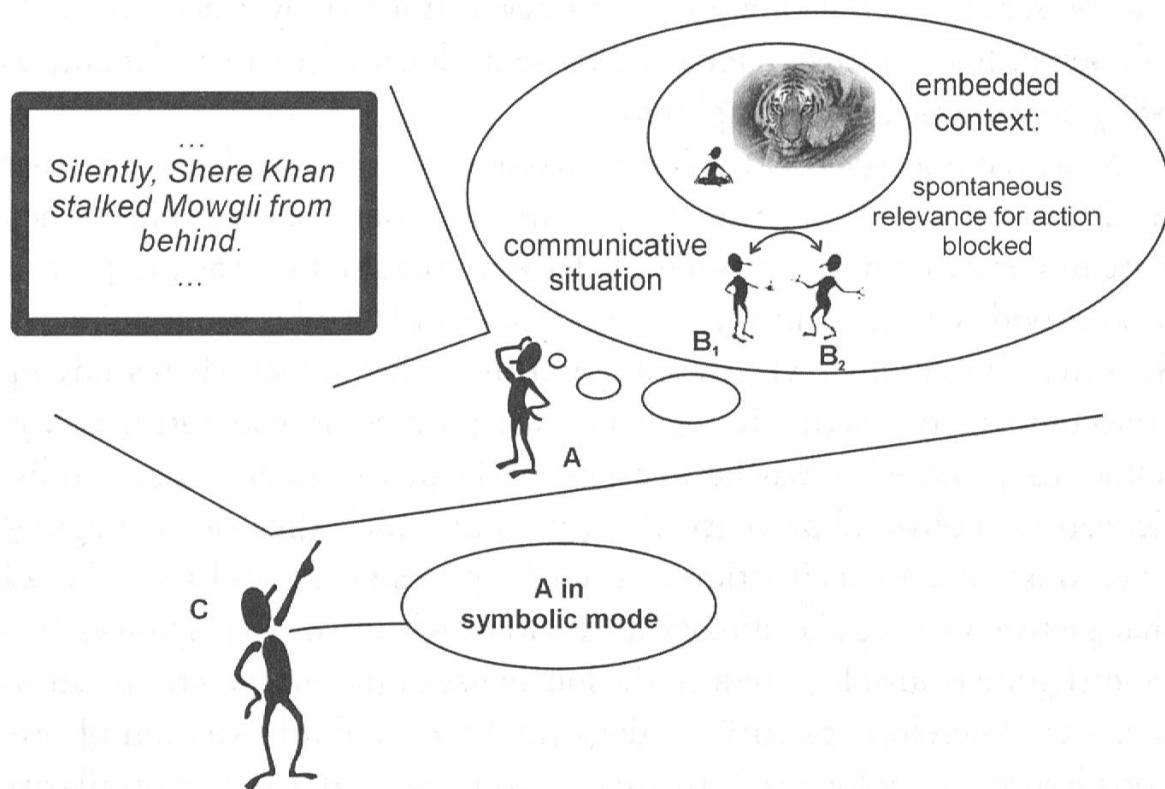 ...
Silently, Shere Khan
stalked Mowgli from
behind.
...
embedded
context:
spontaneous
relevance for action
blocked
communicative
situation
B₁
B₂
A
C
A in
symbolic mode